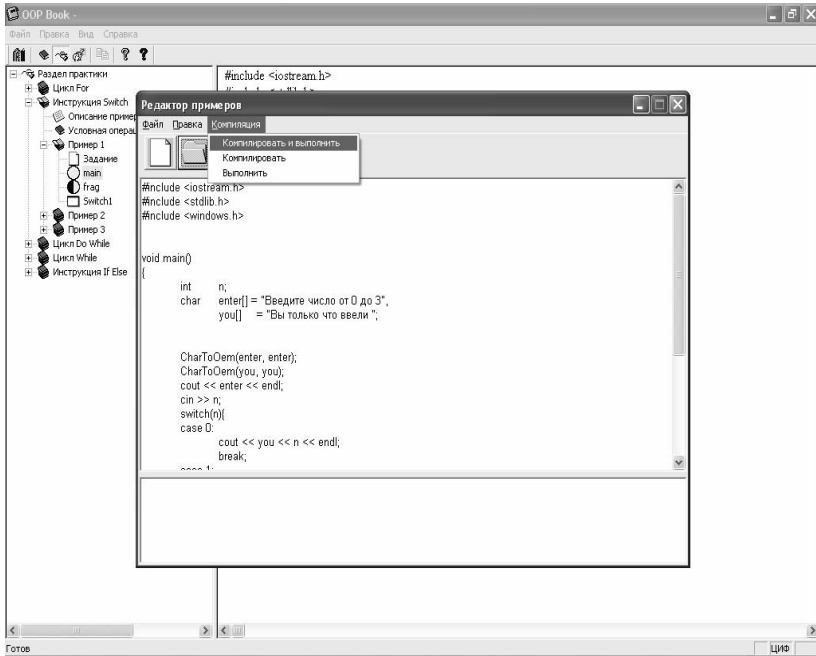 OOP Book -
Файл Правка Вид Справка
Раздел практики
Цикл For
Инструкция Switch
Описание пример
Условная операц
Пример 1
Задание
main
frag
Switch1
Пример 2
Пример 3
Цикл Do While
Цикл While
Инструкция If Else
#include <iostream.h>
Редактор примеров
Файл Правка Компиляция
Компилировать и выполнить
Компилировать
Выполнить
#include <iostream.h>
#include <stdlib.h>
#include <windows.h>
void main()
{
int n;
char enter[] = "Введите число от 0 до 3",
you[] = "Вы только что ввели ";
CharToOem(enter, enter);
CharToOem(you, you);
cout << enter << endl;
cin >> n;
switch(n){
case 0:
cout << you << n << endl;
break;
case 1:
Готов
ЦИФ